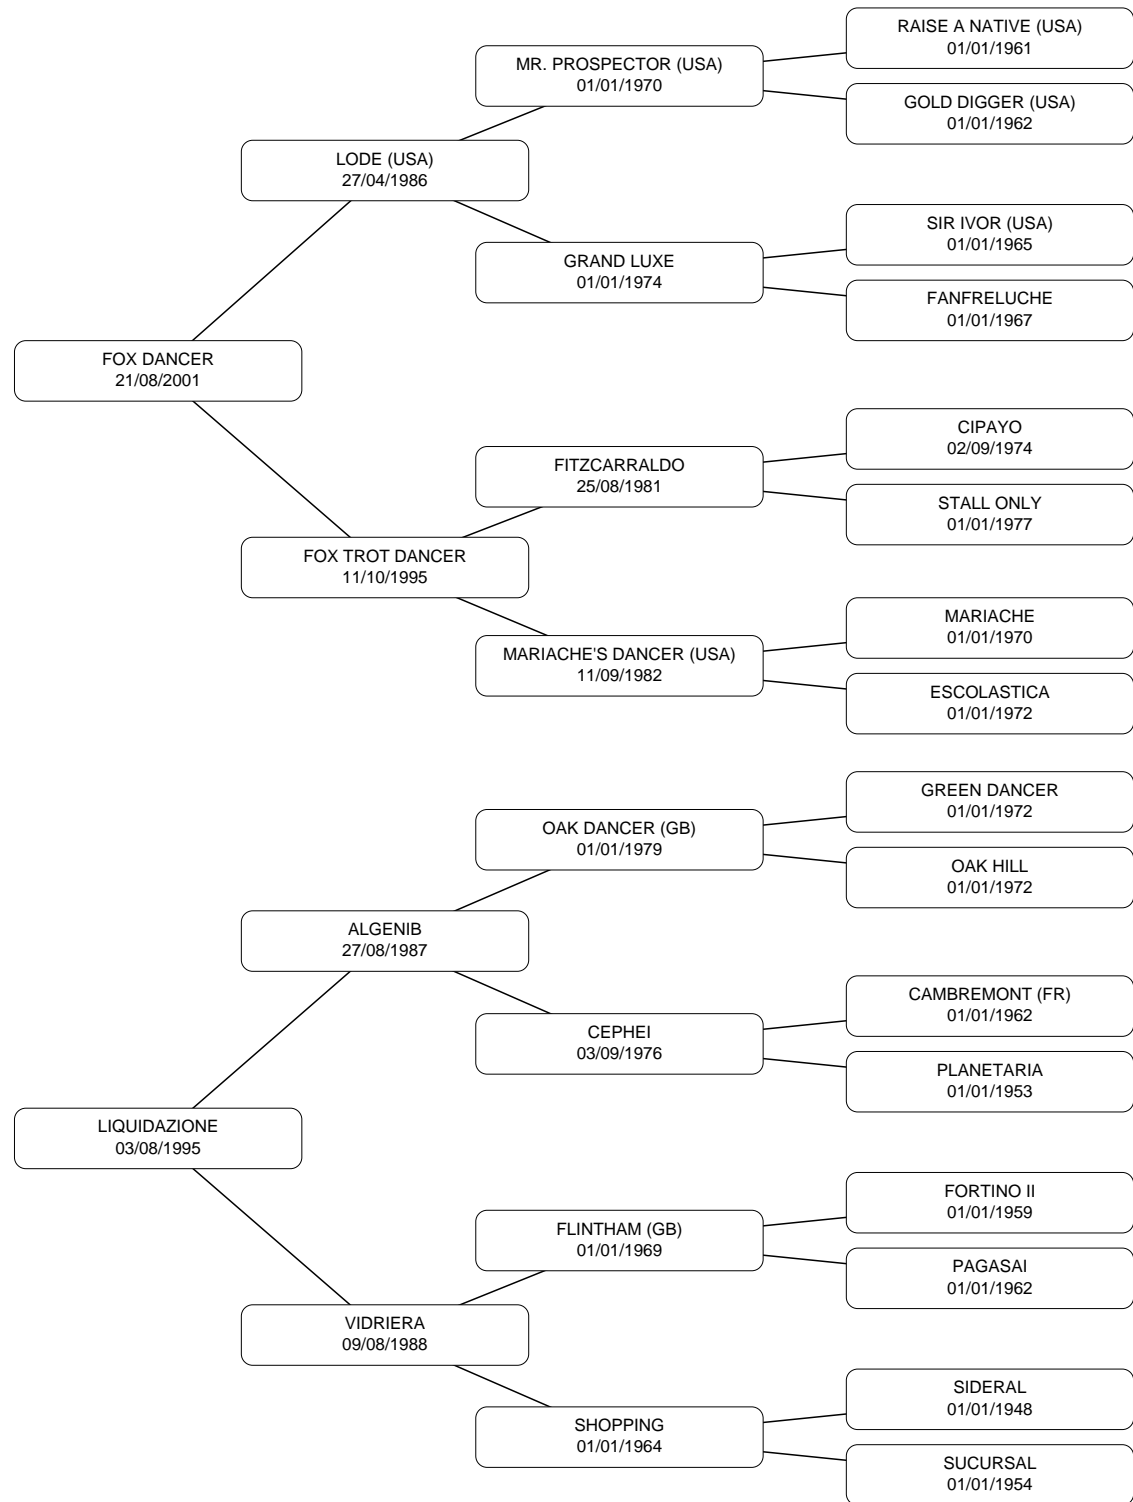 RAISE A NATIVE (USA)
01/01/1961
MR. PROSPECTOR (USA)
01/01/1970
GOLD DIGGER (USA)
01/01/1962
LODE (USA)
27/04/1986
SIR IVOR (USA)
01/01/1965
GRAND LUXE
01/01/1974
FANFRELUCHE
01/01/1967
FOX DANCER
21/08/2001
CIPAYO
02/09/1974
FITZCARRALDO
25/08/1981
STALL ONLY
01/01/1977
FOX TROT DANCER
11/10/1995
MARIACHE
01/01/1970
MARIACHE'S DANCER (USA)
11/09/1982
ESCOLASTICA
01/01/1972
GREEN DANCER
01/01/1972
OAK DANCER (GB)
01/01/1979
OAK HILL
01/01/1972
ALGENIB
27/08/1987
CAMBREMONT (FR)
01/01/1962
CEPHEI
03/09/1976
PLANETARIA
01/01/1953
LIQUIDAZIONE
03/08/1995
FORTINO II
01/01/1959
FLINTHAM (GB)
01/01/1969
PAGASAI
01/01/1962
VIDRIERA
09/08/1988
SIDERAL
01/01/1948
SHOPPING
01/01/1964
SUCURSAL
01/01/1954